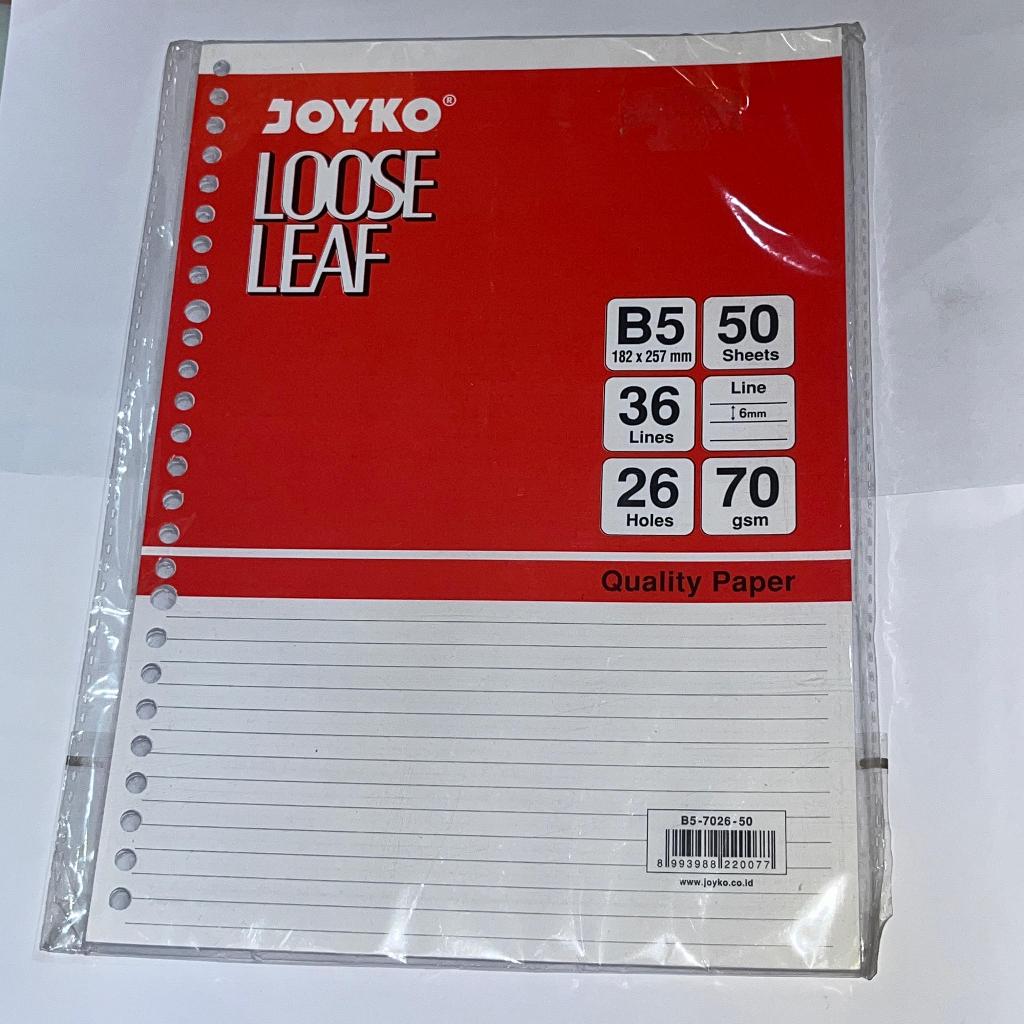 JOYKO®
LOOSE
LEAF
B5
182 x 257 mm
50
Sheets
36
Lines
Line
6mm
26
Holes
70
gsm
Quality Paper
B5-7026-50
8 993988 220077
www.joyko.co.id